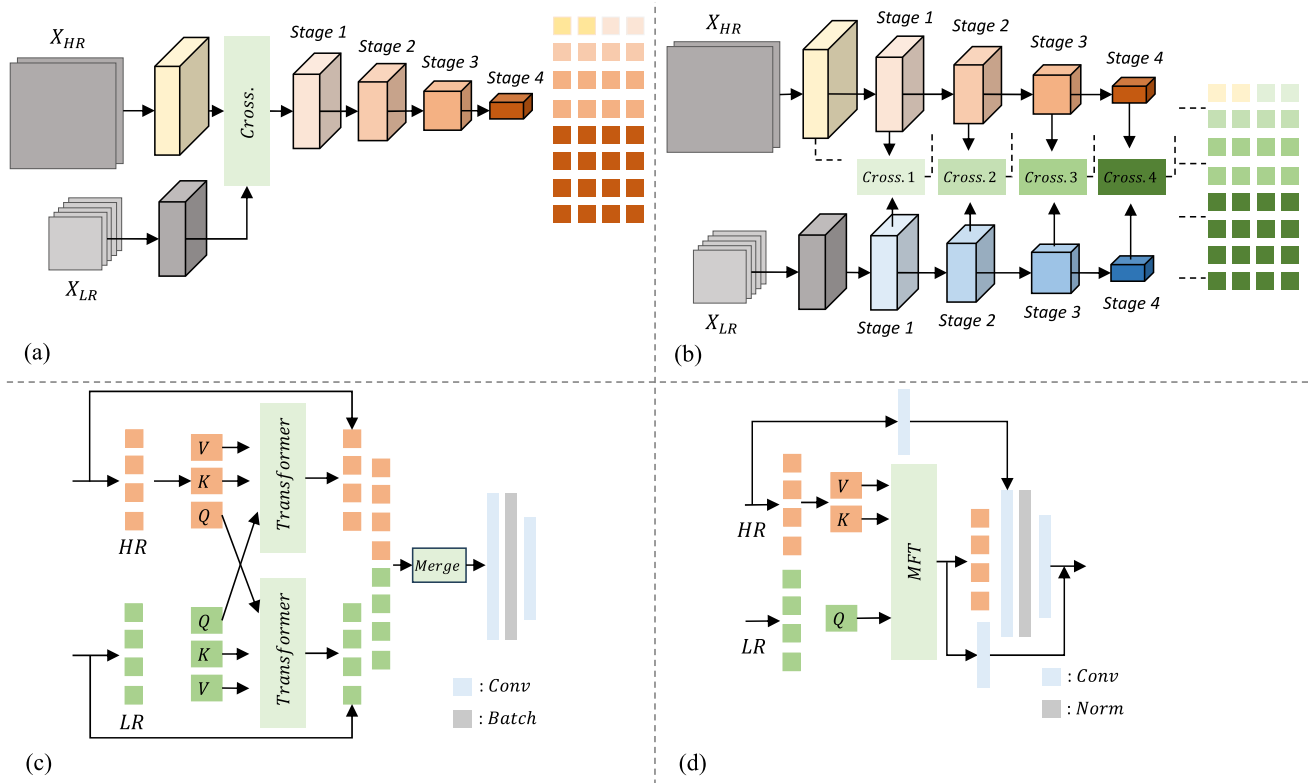 X_HR
Cross.
Stage 1
Stage 2
Stage 3
Stage 4
X_LR
(a)
X_HR
Stage 1
Stage 2
Stage 3
Stage 4
Cross. 1
Cross. 2
Cross. 3
Cross. 4
X_LR
Stage 1
Stage 2
Stage 3
Stage 4
(b)
V
K
Q
HR
Transformer
Q
K
V
LR
Transformer
Merge
: Conv
: Batch
(c)
HR
V
K
MFT
LR
Q
: Conv
: Norm
(d)